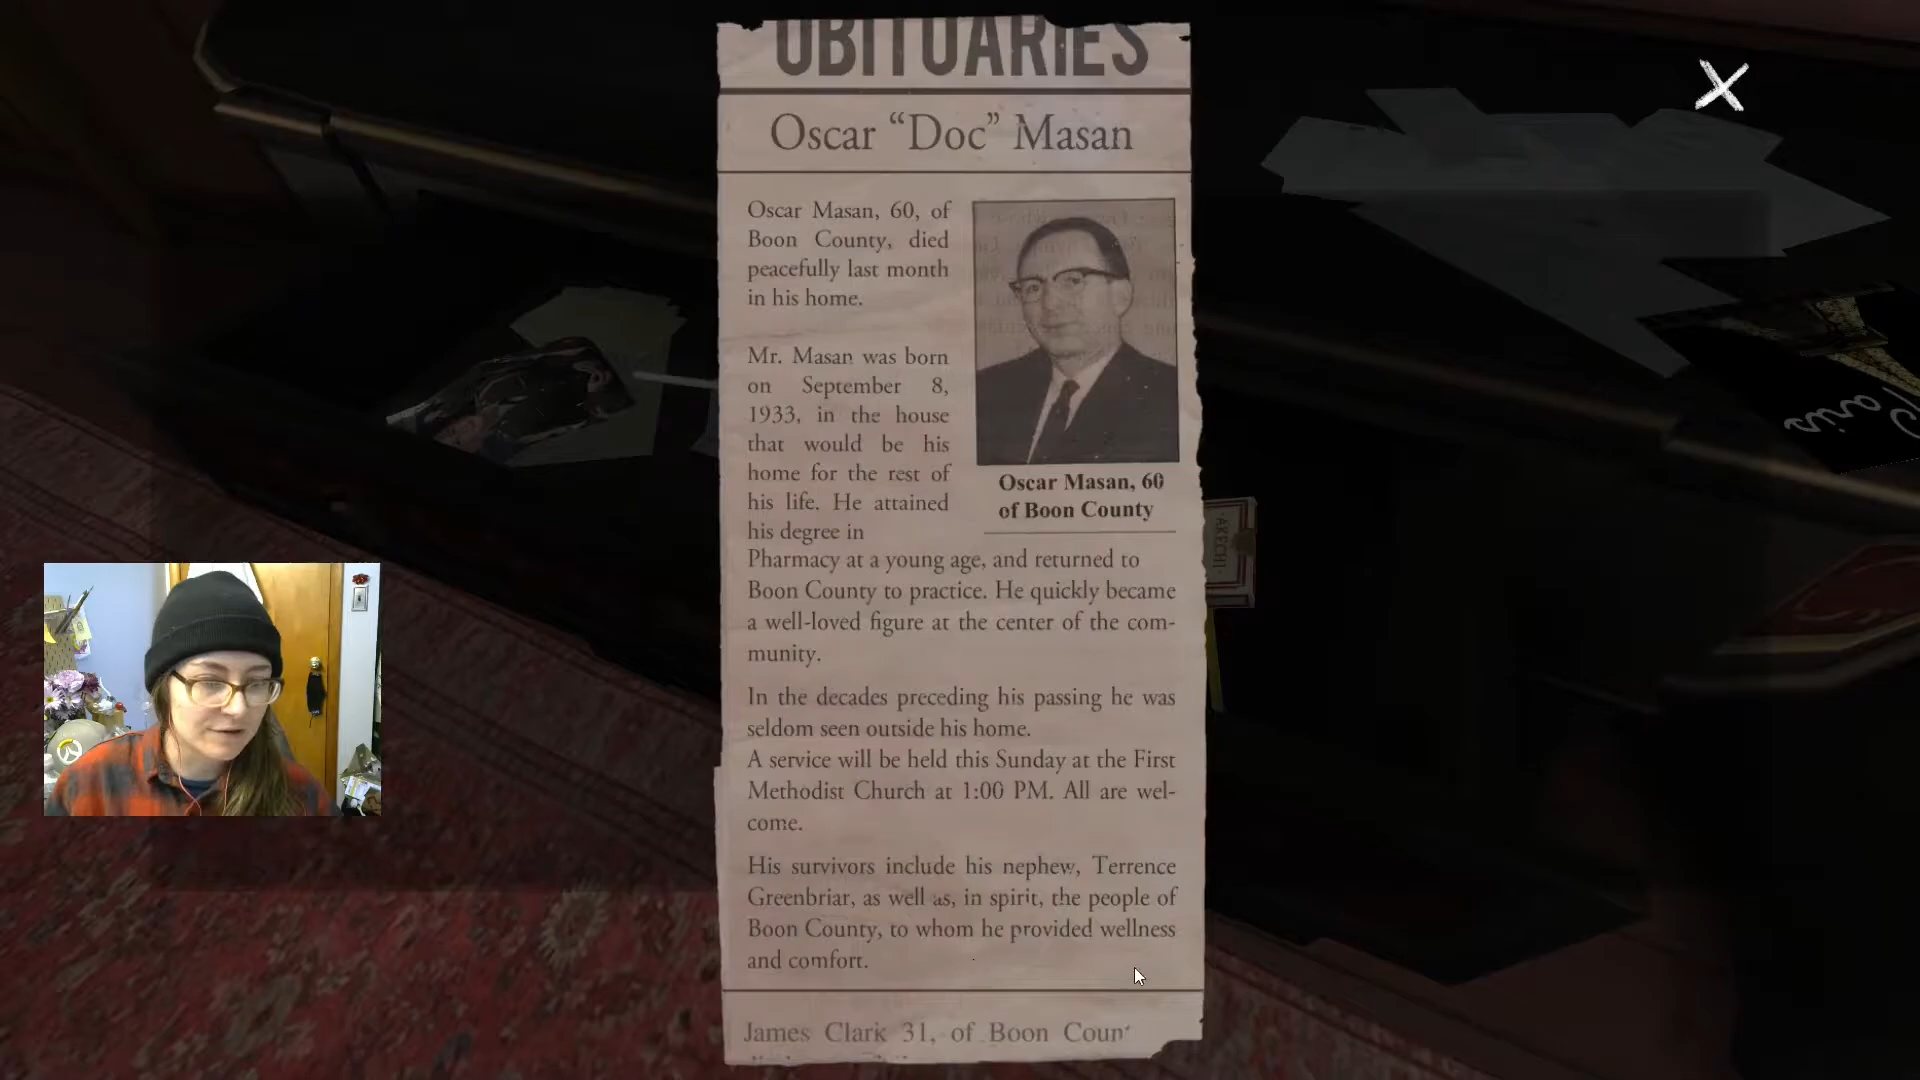 OBITUARIES
Oscar “Doc” Masan
Oscar Masan, 60, of
Boon County, died
peacefully last month
in his home.
Mr. Masan was born
on September 8,
1933, in the house
that would be his
home for the rest of
his life. He attained
his degree in
Oscar Masan, 60
of Boon County
Pharmacy at a young age, and returned to
Boon County to practice. He quickly became
a well-loved figure at the center of the com-
munity.
In the decades preceding his passing he was
seldom seen outside his home.
A service will be held this Sunday at the First
Methodist Church at 1:00 PM. All are wel-
come.
His survivors include his nephew, Terrence
Greenbriar, as well as, in spirit, the people of
Boon County, to whom he provided wellness
and comfort.
James Clark 31, of Boon
Paris